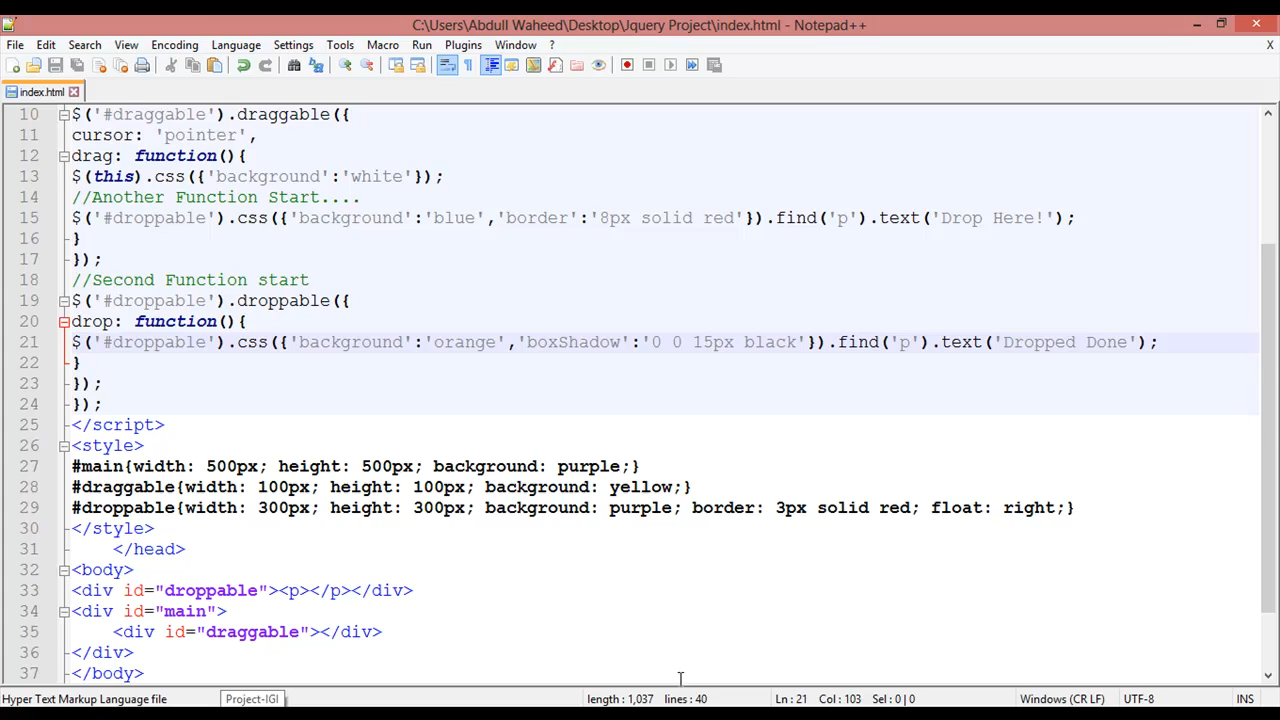 C:\Users\Abdull Waheed\Desktop\Jquery Project\index.html - Notepad++
File Edit Search View Encoding Language Settings Tools Macro Run Plugins Window ? X
index.html
10 $('#draggable').draggable({
11 cursor: 'pointer',
12 drag: function(){
13 $(this).css({'background':'white'});
14 //Another Function Start....
15 $('#droppable').css({'background':'blue','border':'8px solid red'}).find('p').text('Drop Here!');
16 }
17 });
18 //Second Function start
19 $('#droppable').droppable({
20 drop: function(){
21 $('#droppable').css({'background':'orange','boxShadow':'0 0 15px black'}).find('p').text('Dropped Done');
22 }
23 });
24 });
25 </script>
26 <style>
27 #main{width: 500px; height: 500px; background: purple;}
28 #draggable{width: 100px; height: 100px; background: yellow;}
29 #droppable{width: 300px; height: 300px; background: purple; border: 3px solid red; float: right;}
30 </style>
31 </head>
32 <body>
33 <div id="droppable"><p></p></div>
34 <div id="main">
35 <div id="draggable"></div>
36 </div>
37 </body>
Hyper Text Markup Language file Project-IGI length : 1,037 lines : 40 Ln : 21 Col : 103 Sel : 0 | 0 Windows (CR LF) UTF-8 INS